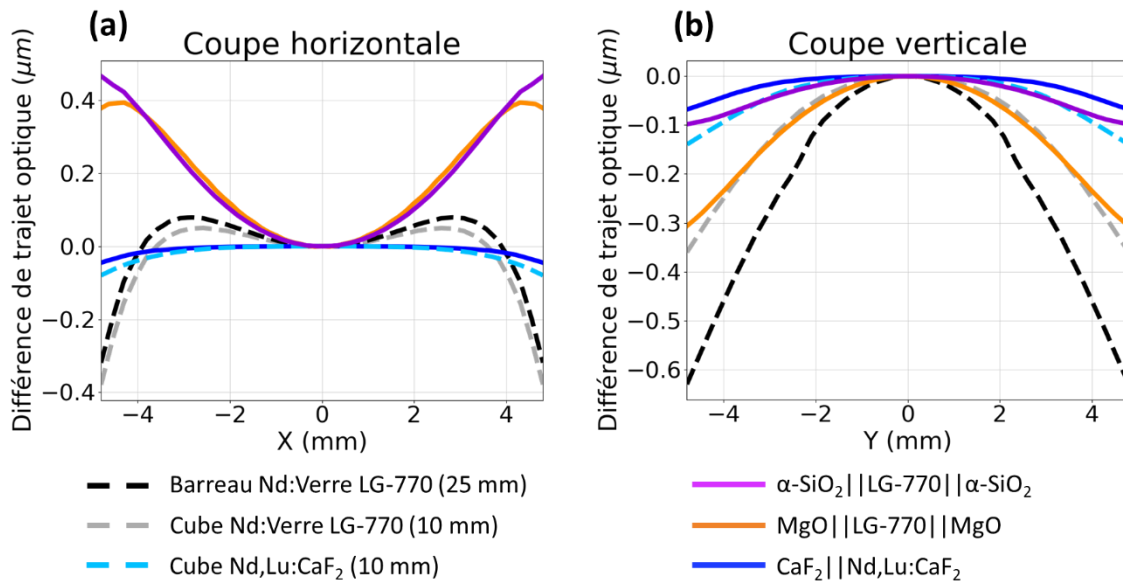 (a)
Coupe horizontale
Différence de trajet optique (μm)
0.4
0.2
0.0
−0.2
−0.4
−4
−2
0
2
4
X (mm)
(b)
Coupe verticale
Différence de trajet optique (μm)
0.0
−0.1
−0.2
−0.3
−0.4
−0.5
−0.6
−4
−2
0
2
4
Y (mm)
Barreau Nd:Verre LG-770 (25 mm)
Cube Nd:Verre LG-770 (10 mm)
Cube Nd,Lu:CaF₂ (10 mm)
α-SiO₂||LG-770||α-SiO₂
MgO||LG-770||MgO
CaF₂||Nd,Lu:CaF₂